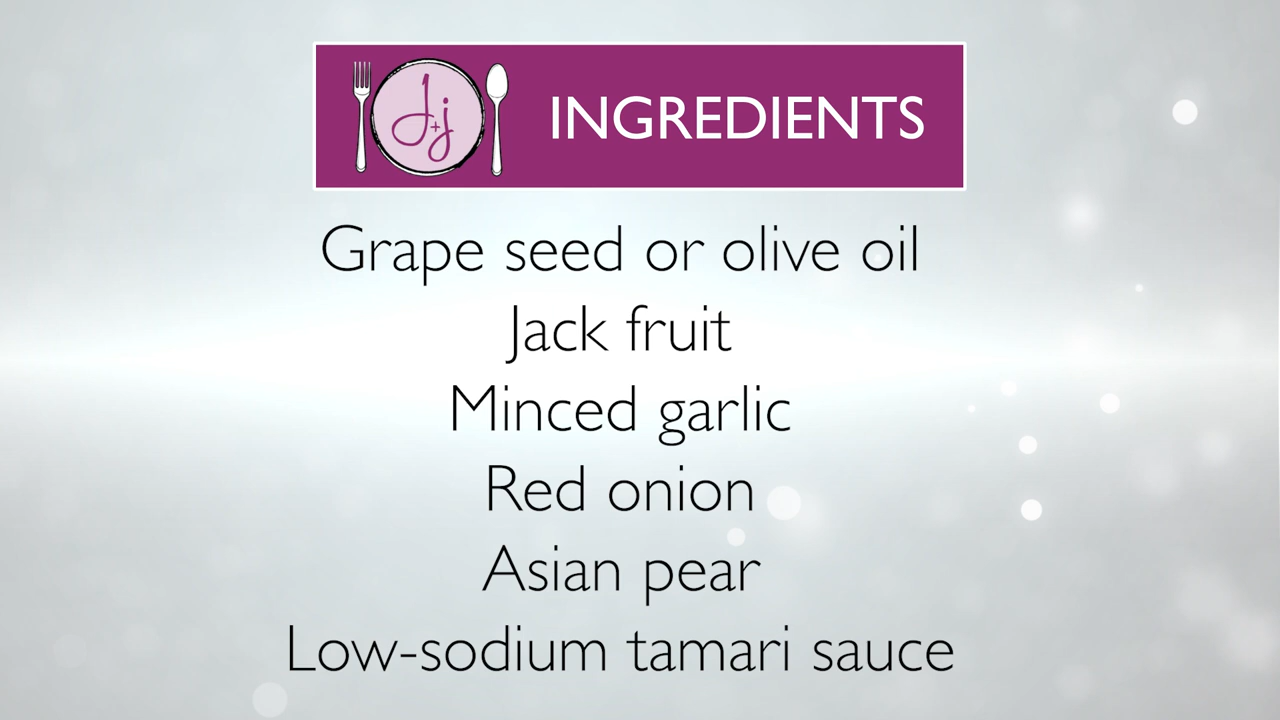 J+j
INGREDIENTS
Grape seed or olive oil
Jack fruit
Minced garlic
Red onion
Asian pear
Low-sodium tamari sauce